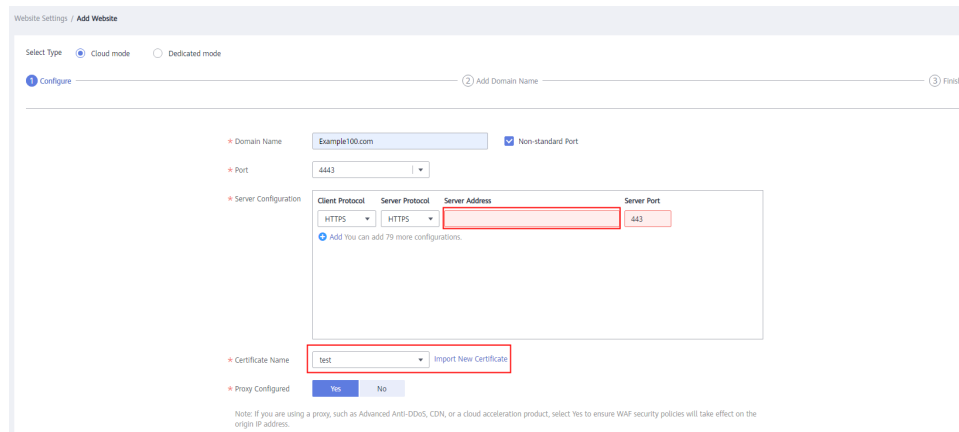 Website Settings / Add Website
Select Type Cloud mode Dedicated mode
1 Configure 2 Add Domain Name 3 Finis
* Domain Name Example100.com Non-standard Port
* Port 4443
* Server Configuration Client Protocol Server Protocol Server Address Server Port
HTTPS HTTPS 443
Add You can add 79 more configurations.
* Certificate Name test Import New Certificate
* Proxy Configured Yes No
Note: If you are using a proxy, such as Advanced Anti-DDoS, CDN, or a cloud acceleration product, select Yes to ensure WAF security policies will take effect on the
origin IP address.